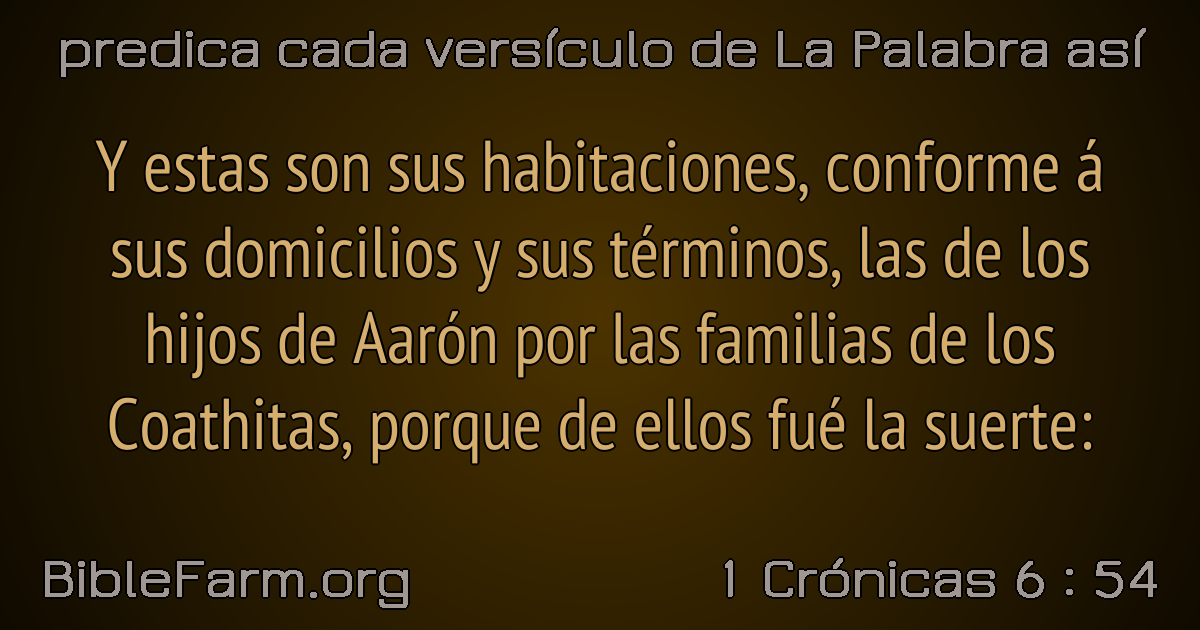 predica cada versículo de La Palabra así
Y estas son sus habitaciones, conforme á
sus domicilios y sus términos, las de los
hijos de Aarón por las familias de los
Coathitas, porque de ellos fué la suerte:
BibleFarm.org
1 Crónicas 6 : 54